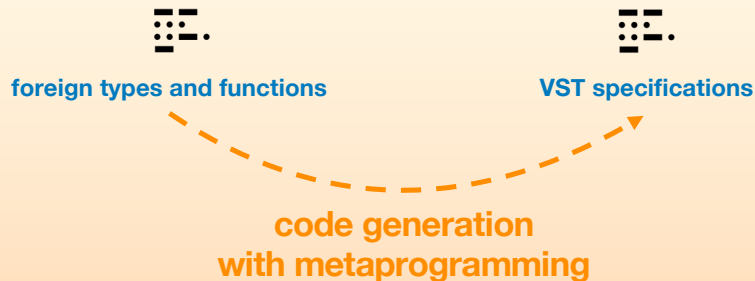 foreign types and functions
VST specifications
code generation
with metaprogramming